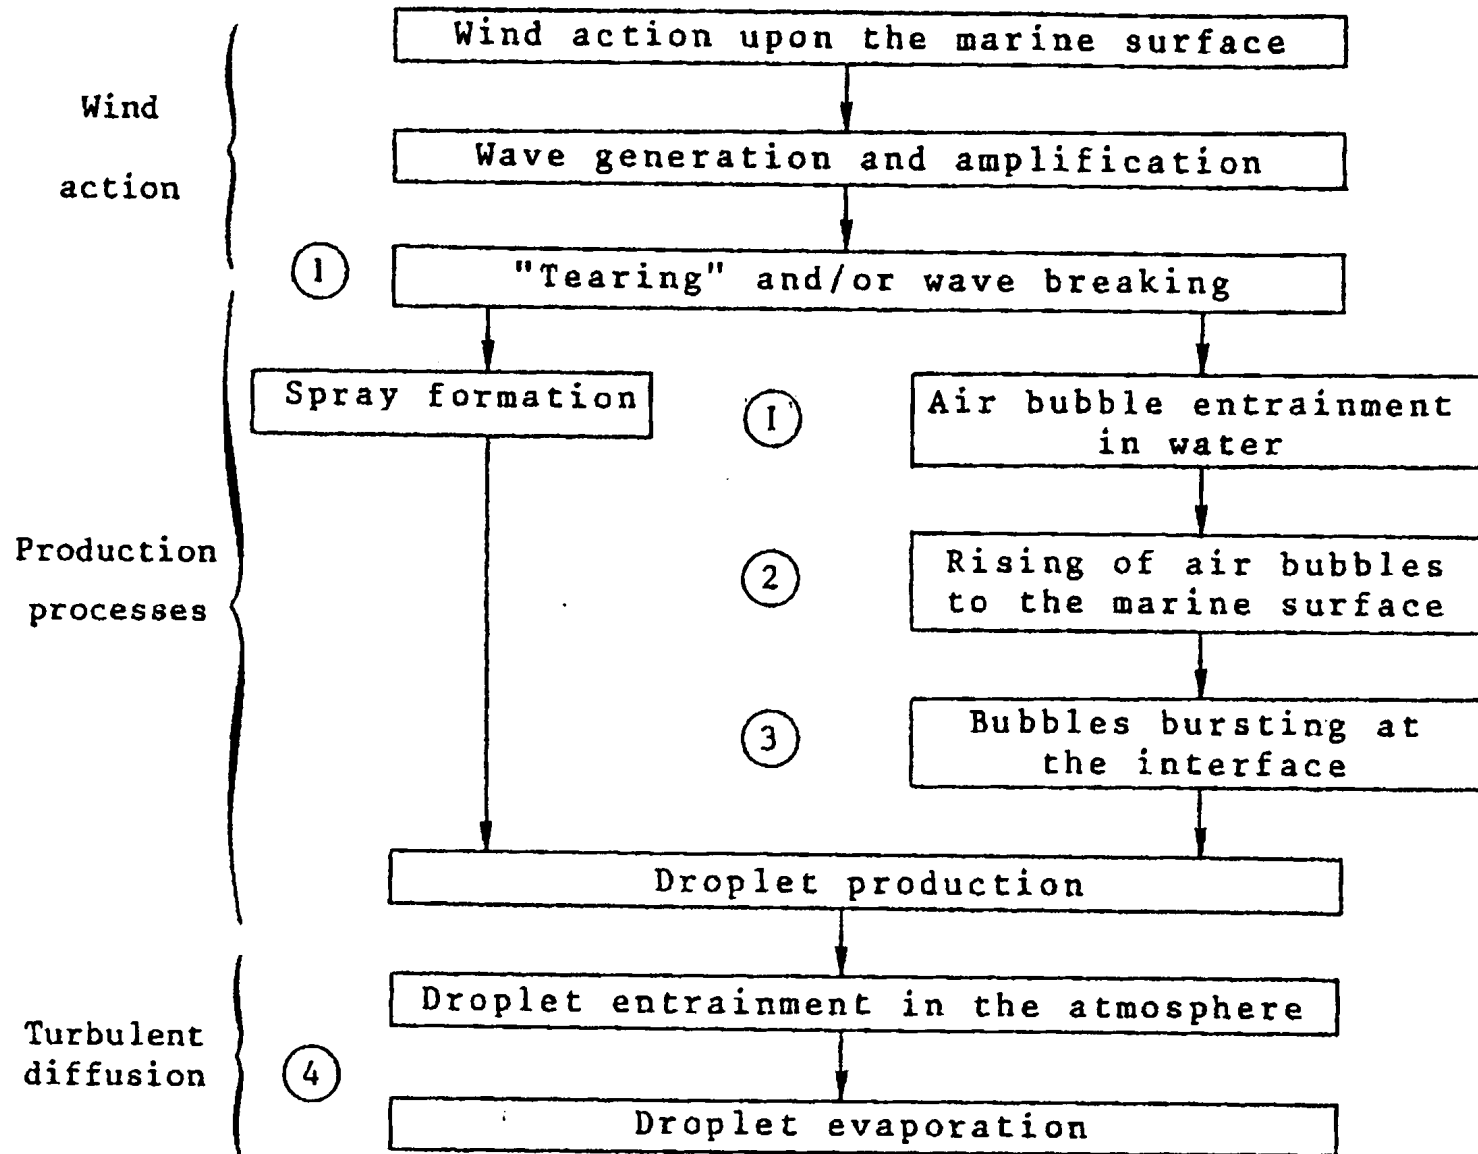 Wind action upon the marine surface
Wind
action
Wave generation and amplification
1
"Tearing" and/or wave breaking
Spray formation
I
Air bubble entrainment
in water
Production
processes
2
Rising of air bubbles
to the marine surface
3
Bubbles bursting at
the interface
Droplet production
Droplet entrainment in the atmosphere
Turbulent
diffusion
4
Droplet evaporation